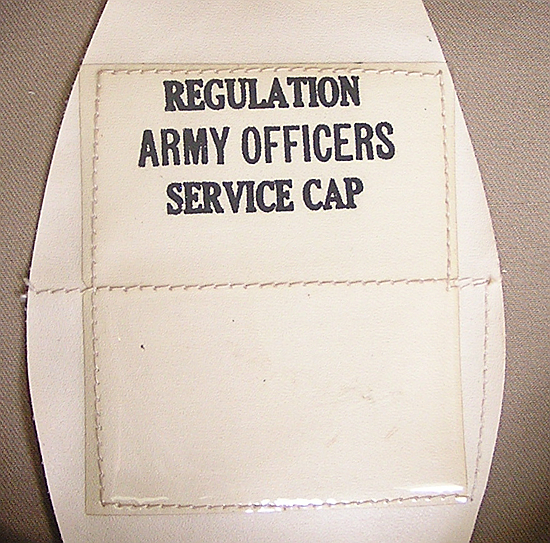 REGULATION
ARMY OFFICERS
SERVICE CAP